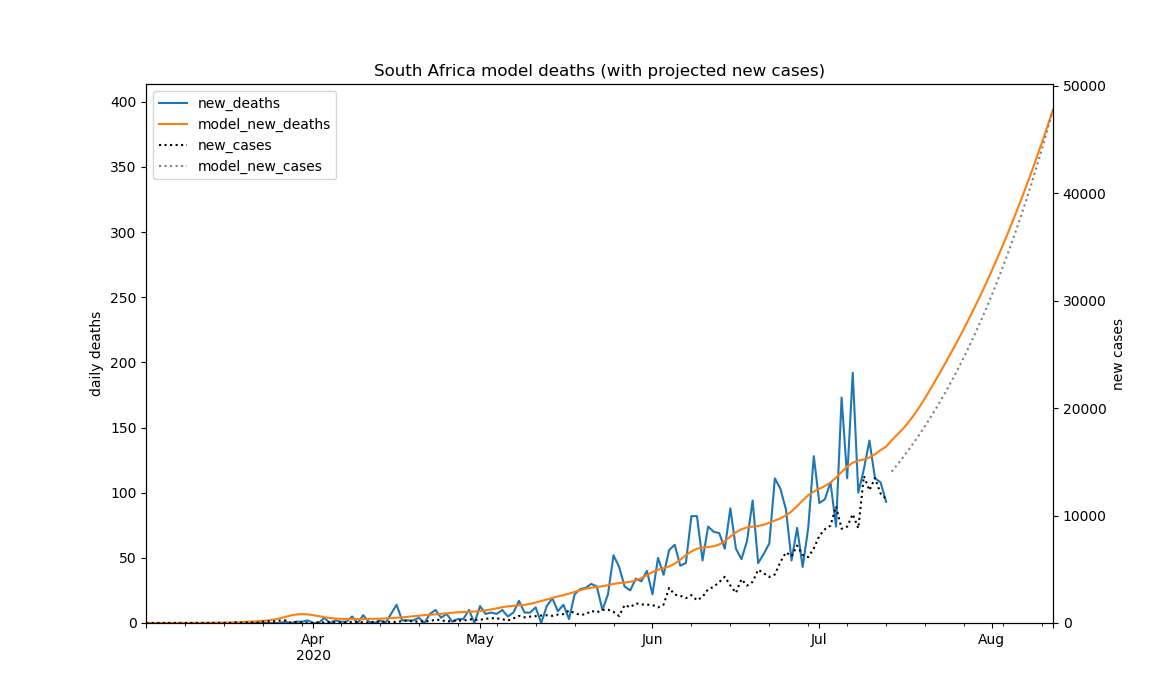 South Africa model deaths (with projected new cases)
new_deaths
model_new_deaths
new_cases
model_new_cases
400
350
300
250
200
150
100
50
0
daily deaths
50000
40000
30000
20000
10000
0
new cases
Apr
2020
May
Jun
Jul
Aug